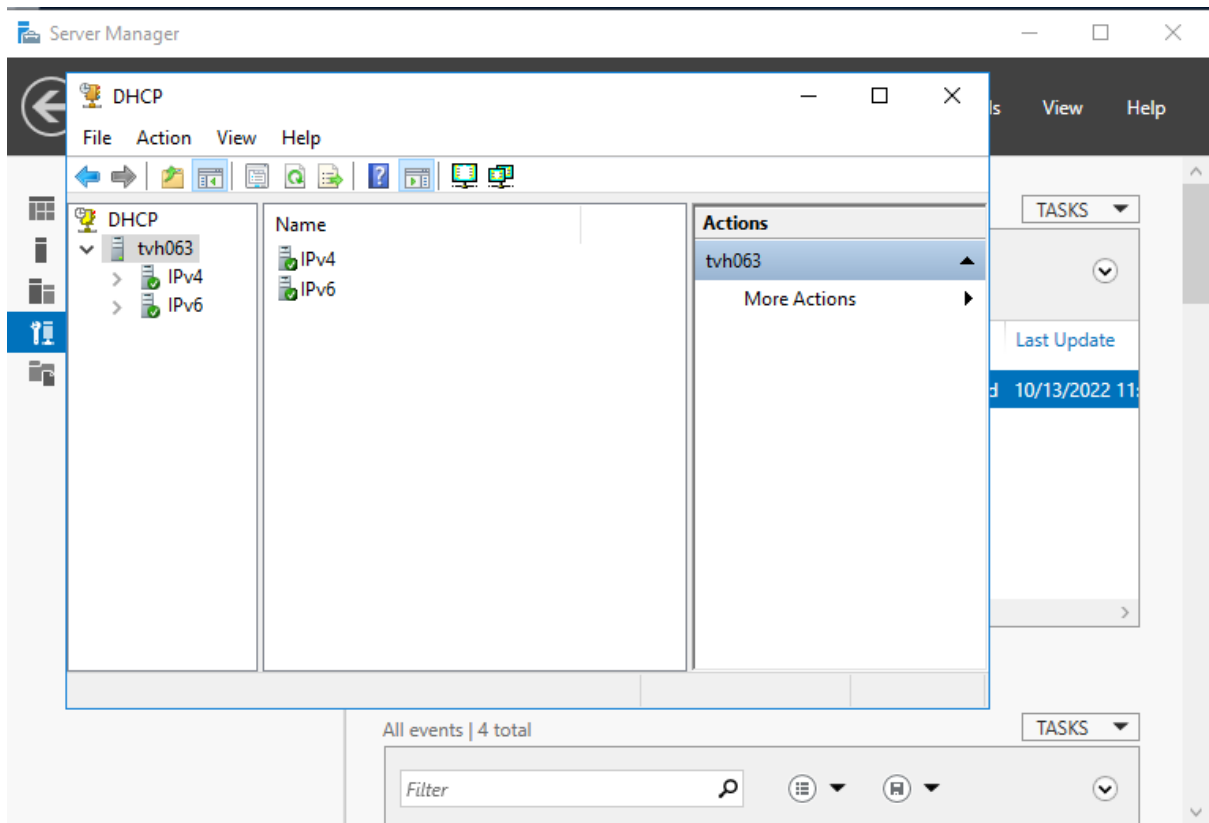 Server Manager
DHCP
ls View Help
File Action View Help
TASKS
DHCP
tvh063
IPv4
IPv6
Name
IPv4
IPv6
Actions
tvh063
More Actions
Last Update
d 10/13/2022 11:
All events | 4 total
TASKS
Filter